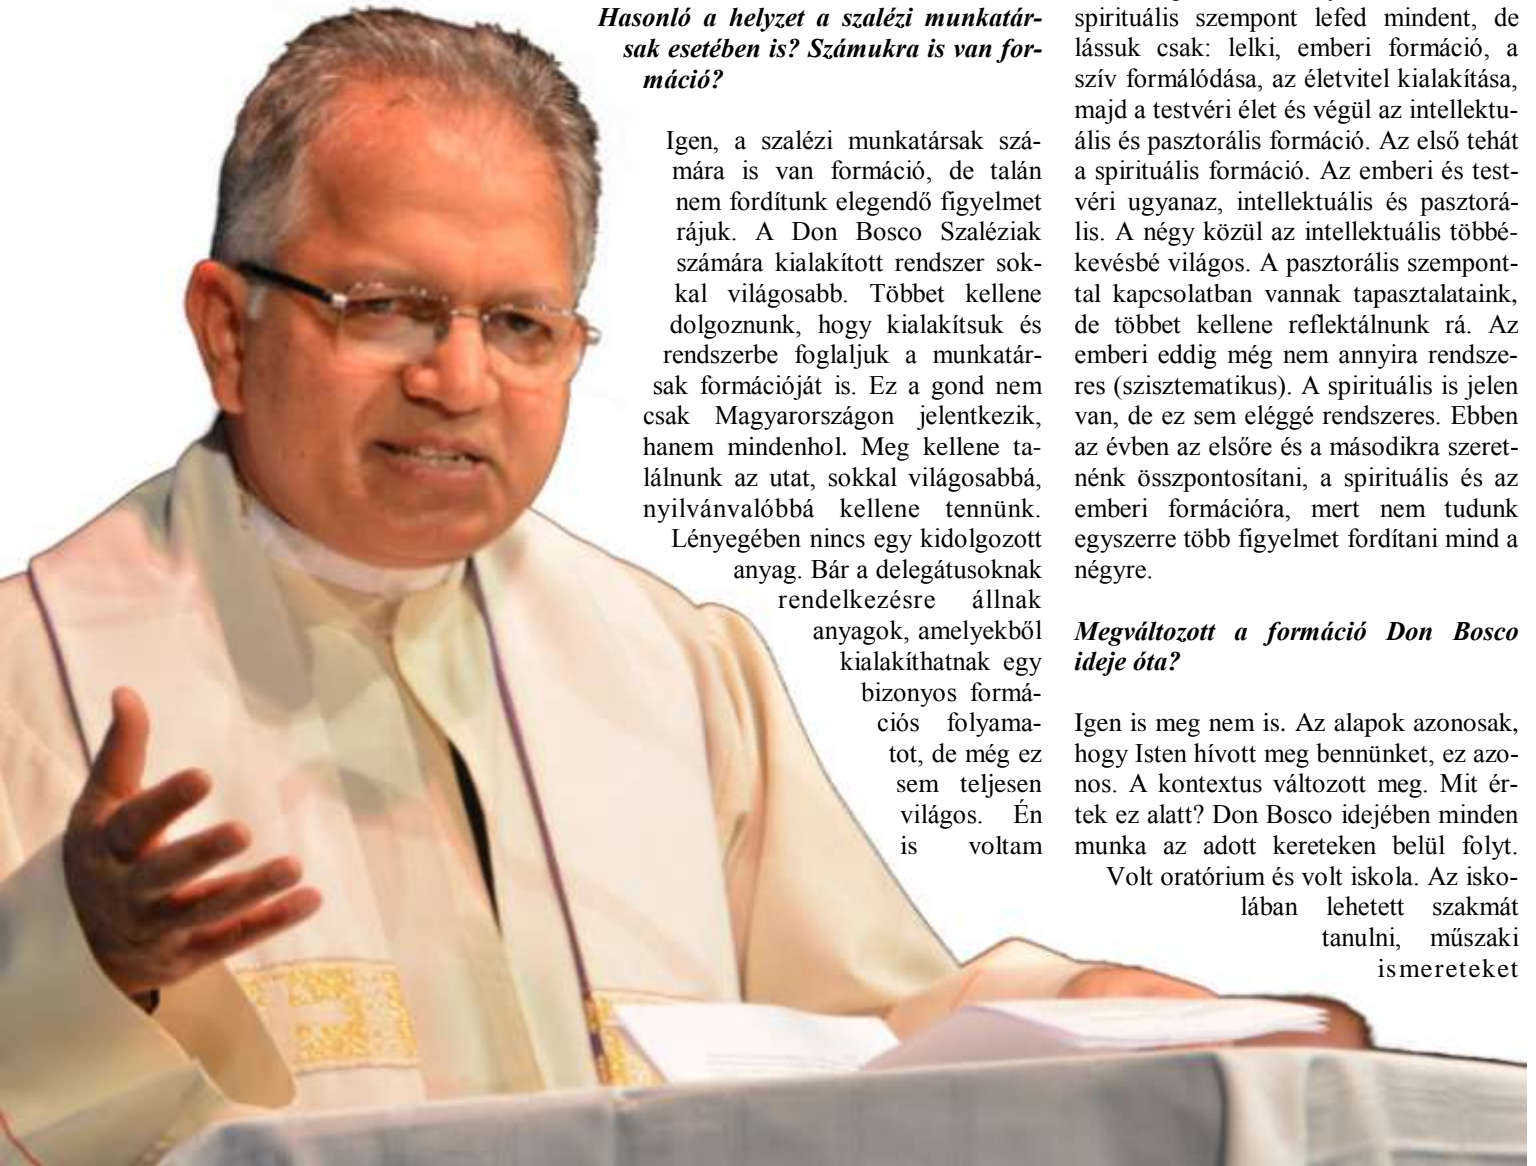 Hasonló a helyzet a szalézi munkatár-
sak esetében is? Számukra is van for-
máció?
Igen, a szalézi munkatársak szá-
mára is van formáció, de talán
nem fordítunk elegendő figyelmet
rájuk. A Don Bosco Szaléziak
számára kialakított rendszer sok-
kal világosabb. Többet kellene
dolgoznunk, hogy kialakítsuk és
rendszerbe foglaljuk a munkatár-
sak formációját is. Ez a gond nem
csak Magyarországon jelentkezik,
hanem mindenhol. Meg kellene ta-
lálnunk az utat, sokkal világosabbá,
nyilvánvalóbbá kellene tennünk.
Lényegében nincs egy kidolgozott
anyag. Bár a delegátusoknak
rendelkezésre állnak
anyagok, amelyekből
kialakíthatnak egy
bizonyos formá-
ciós folyama-
tot, de még ez
sem teljesen
világos. Én
is voltam
spirituális szempont lefed mindent, de
lássuk csak: lelki, emberi formáció, a
szív formálódása, az életvitel kialakítása,
majd a testvéri élet és végül az intellektu-
ális és pasztorális formáció. Az első tehát
a spirituális formáció. Az emberi és test-
véri ugyanaz, intellektuális és pasztorá-
lis. A négy közül az intellektuális többé-
kevésbé világos. A pasztorális szempont-
tal kapcsolatban vannak tapasztalataink,
de többet kellene reflektálnunk rá. Az
emberi eddig még nem annyira rendsze-
res (szisztematikus). A spirituális is jelen
van, de ez sem eléggé rendszeres. Ebben
az évben az elsőre és a másodikra szeret-
nénk összpontosítani, a spirituális és az
emberi formációra, mert nem tudunk
egyszerre több figyelmet fordítani mind a
négyre.
Megváltozott a formáció Don Bosco
ideje óta?
Igen is meg nem is. Az alapok azonosak,
hogy Isten hívott meg bennünket, ez azo-
nos. A kontextus változott meg. Mit ér-
tek ez alatt? Don Bosco idejében minden
munka az adott kereteken belül folyt.
Volt oratórium és volt iskola. Az isko-
lában lehetett szakmát
tanulni, műszaki
ismereteket